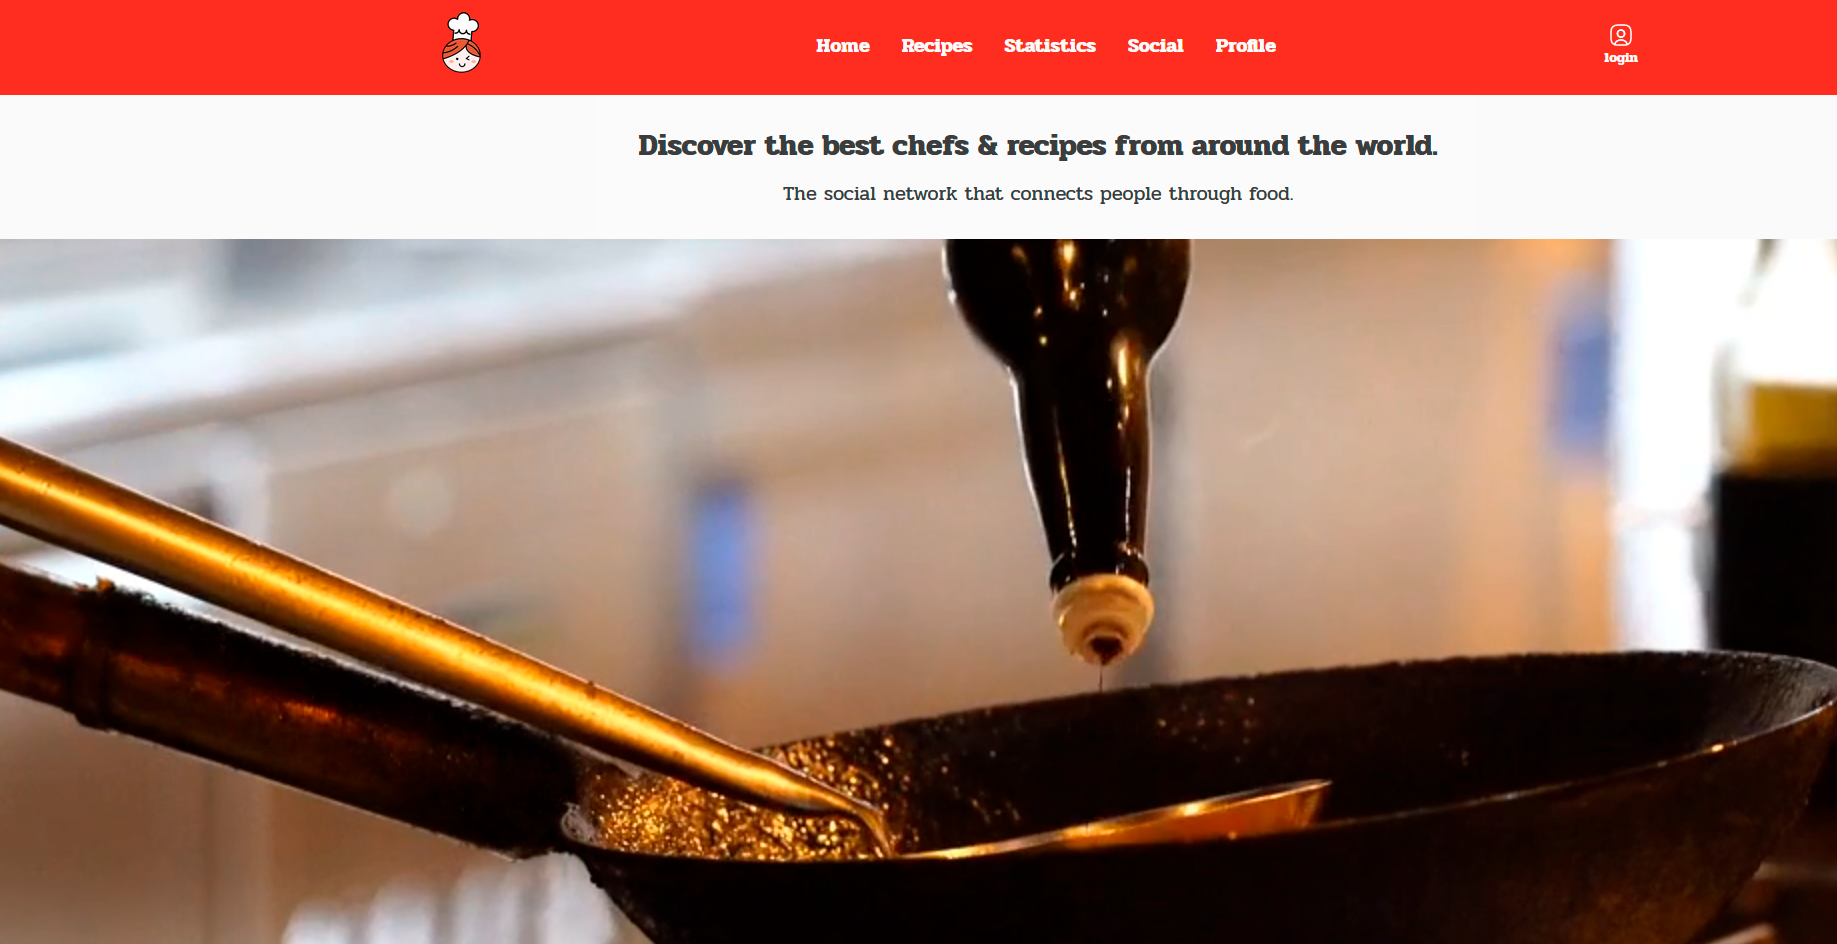 Home Recipes Statistics Social Profile
login
Discover the best chefs & recipes from around the world.
The social network that connects people through food.